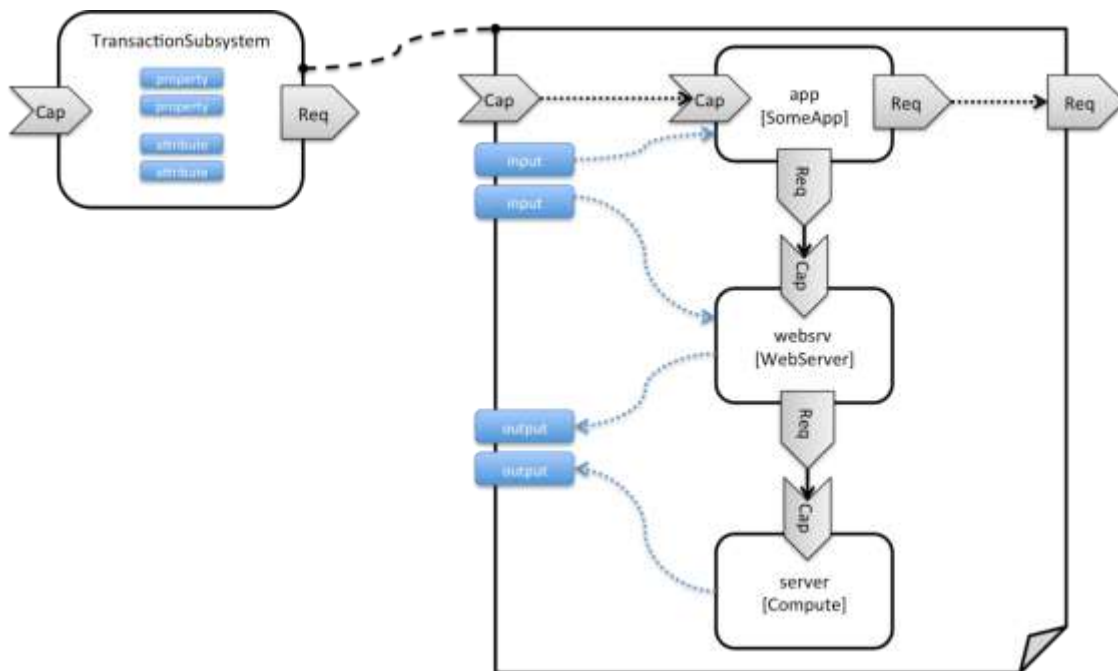 TransactionSubsystem
property
property
attribute
attribute
Cap
Req
Cap
Cap
app
[SomeApp]
Req
Req
input
input
Req
Cap
websrv
[WebServer]
output
output
Req
Cap
server
[Compute]